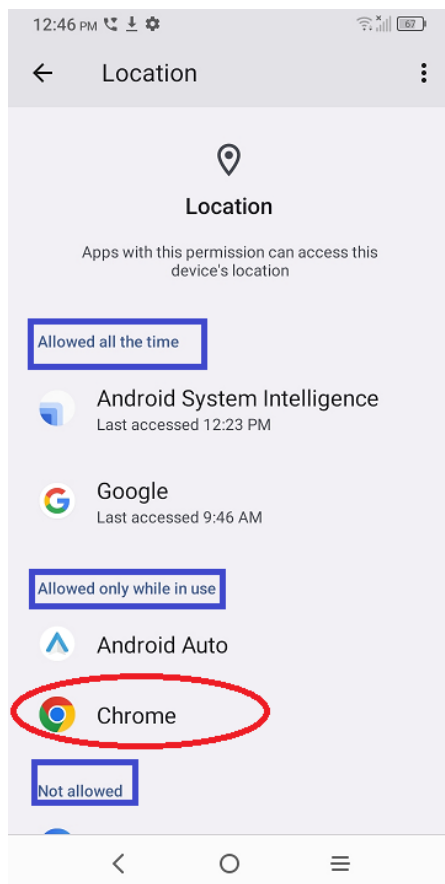 12:46 PM 67
Location
Location
Apps with this permission can access this
device's location
Allowed all the time
Android System Intelligence
Last accessed 12:23 PM
Google
Last accessed 9:46 AM
Allowed only while in use
Android Auto
Chrome
Not allowed